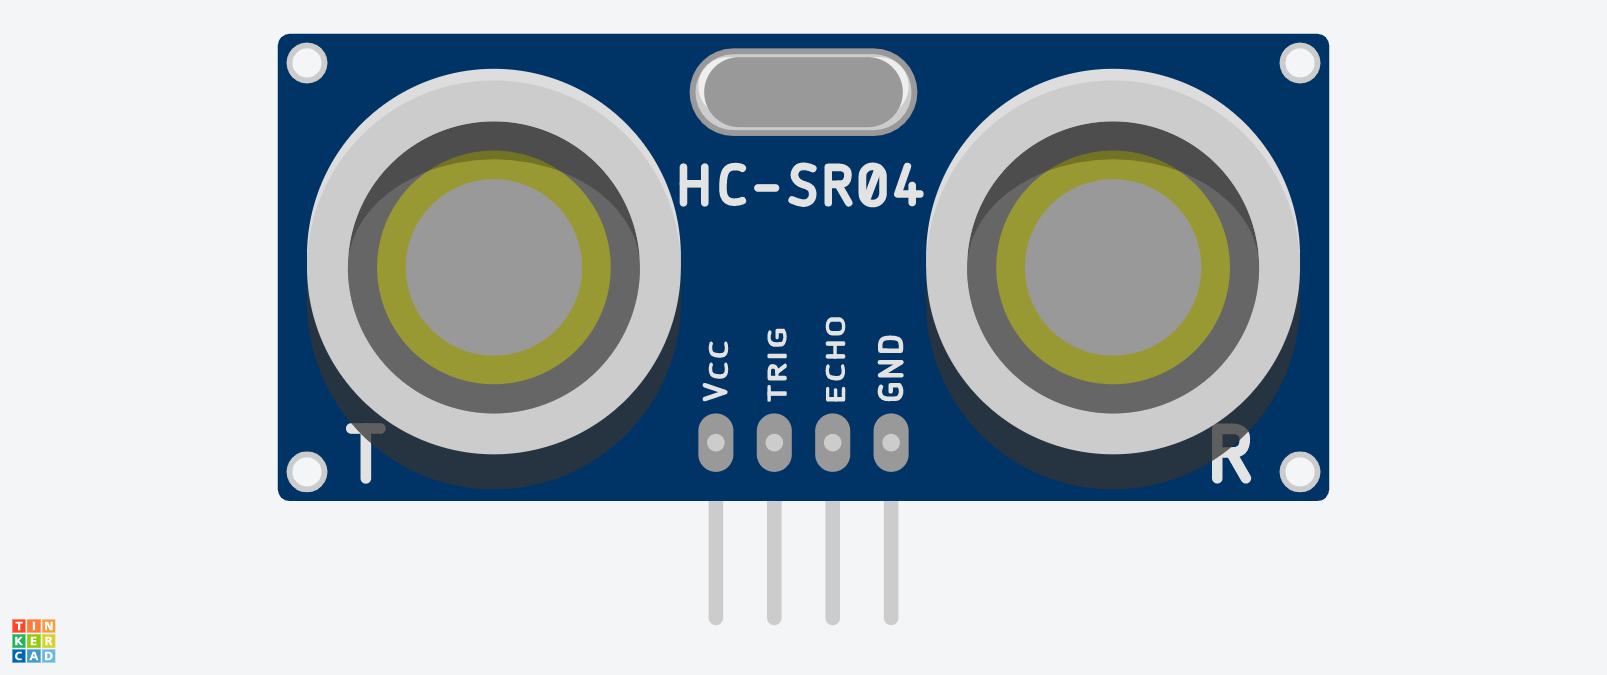 HC-SR04
VCC
TRIG
ECHO
GND
T
R
TIN
KER
CAD